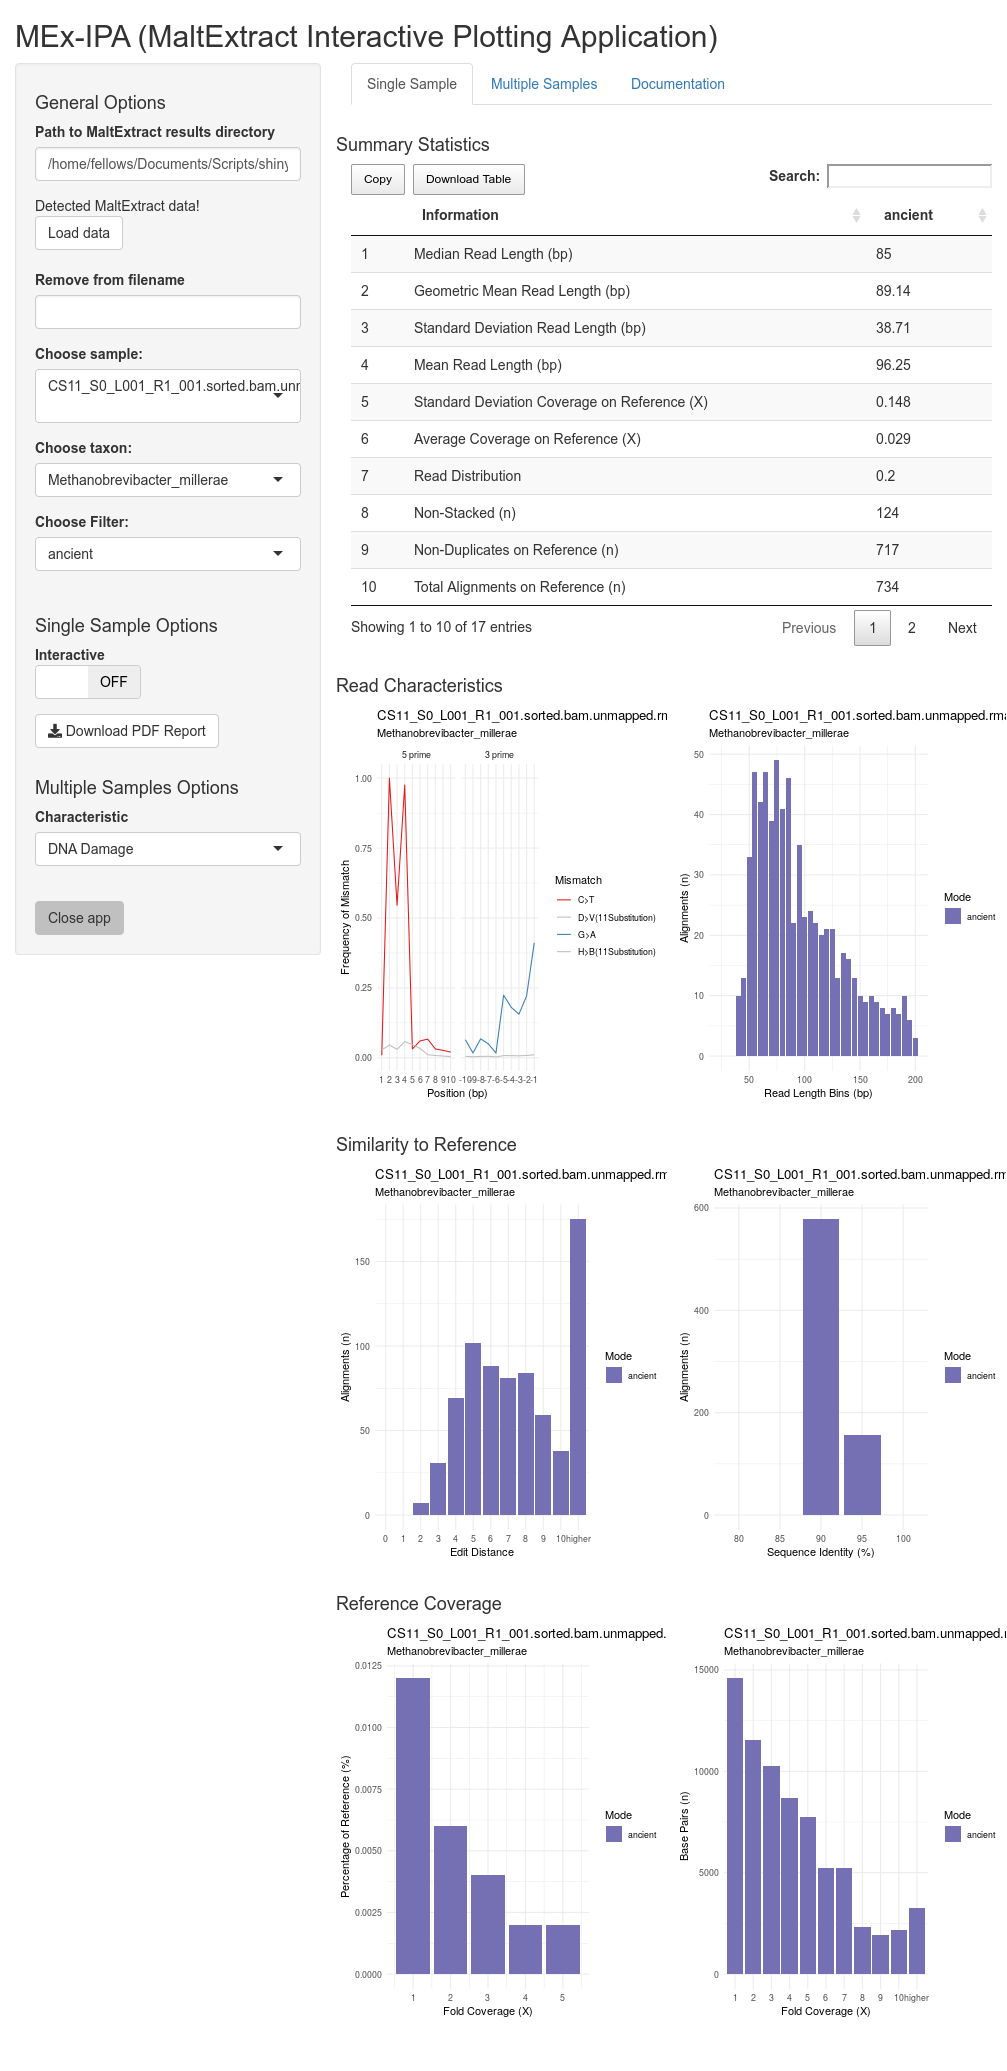 MEx-IPA (MaltExtract Interactive Plotting Application)
General Options
Path to MaltExtract results directory
/home/fellows/Documents/Scripts/shiny
Detected MaltExtract data!
Load data
Remove from filename
Choose sample:
CS11_S0_L001_R1_001.sorted.bam.unr
Choose taxon:
Methanobrevibacter_millerae
Choose Filter:
ancient
Single Sample Options
Interactive
OFF
Download PDF Report
Multiple Samples Options
Characteristic
DNA Damage
Close app
Single Sample Multiple Samples Documentation
Summary Statistics
Copy Download Table Search:
Information ancient
1 Median Read Length (bp) 85
2 Geometric Mean Read Length (bp) 89.14
3 Standard Deviation Read Length (bp) 38.71
4 Mean Read Length (bp) 96.25
5 Standard Deviation Coverage on Reference (X) 0.148
6 Average Coverage on Reference (X) 0.029
7 Read Distribution 0.2
8 Non-Stacked (n) 124
9 Non-Duplicates on Reference (n) 717
10 Total Alignments on Reference (n) 734
Showing 1 to 10 of 17 entries Previous 1 2 Next
Read Characteristics
CS11_S0_L001_R1_001.sorted.bam.unmapped.rn
Methanobrevibacter_millerae
5 prime 3 prime
1.00
0.75
0.50
0.25
0.00
Frequency of Mismatch
1 2 3 4 5 6 7 8 9 10 -10 -9 -8 -7 -6 -5 -4 -3 -2 -1
Position (bp)
Mismatch
C>T
D>V(11Substitution)
G>A
H>B(11Substitution)
CS11_S0_L001_R1_001.sorted.bam.unmapped.rma
Methanobrevibacter_millerae
50
40
30
20
10
0
Alignments (n)
50 100 150 200
Read Length Bins (bp)
Mode
ancient
Similarity to Reference
CS11_S0_L001_R1_001.sorted.bam.unmapped.rm
Methanobrevibacter_millerae
150
100
50
0
Alignments (n)
0 1 2 3 4 5 6 7 8 9 10 higher
Edit Distance
Mode
ancient
CS11_S0_L001_R1_001.sorted.bam.unmapped.rm
Methanobrevibacter_millerae
600
400
200
0
Alignments (n)
80 85 90 95 100
Sequence Identity (%)
Mode
ancient
Reference Coverage
CS11_S0_L001_R1_001.sorted.bam.unmapped.
Methanobrevibacter_millerae
0.0125
0.0100
0.0075
0.0050
0.0025
0.0000
Percentage of Reference (%)
1 2 3 4 5
Fold Coverage (X)
Mode
ancient
CS11_S0_L001_R1_001.sorted.bam.unmapped.r
Methanobrevibacter_millerae
15000
10000
5000
0
Base Pairs (n)
1 2 3 4 5 6 7 8 9 10 higher
Fold Coverage (X)
Mode
ancient